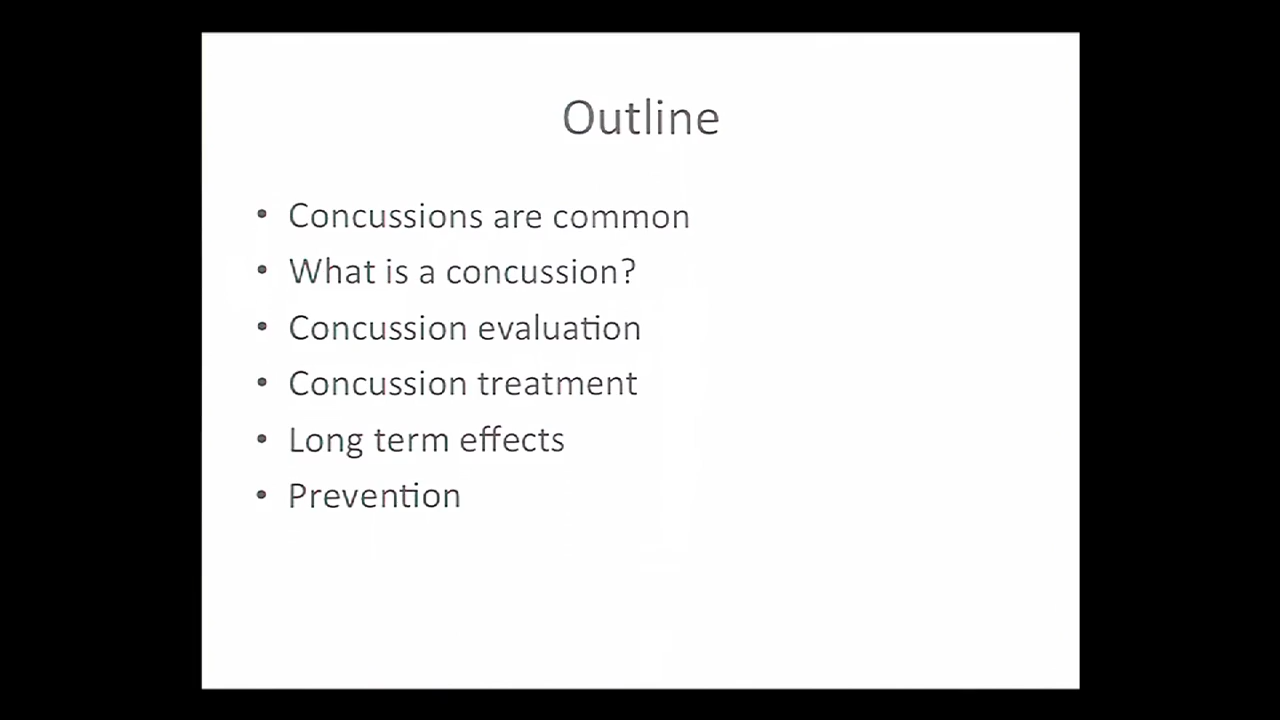 Outline
• Concussions are common
• What is a concussion?
• Concussion evaluation
• Concussion treatment
• Long term effects
• Prevention